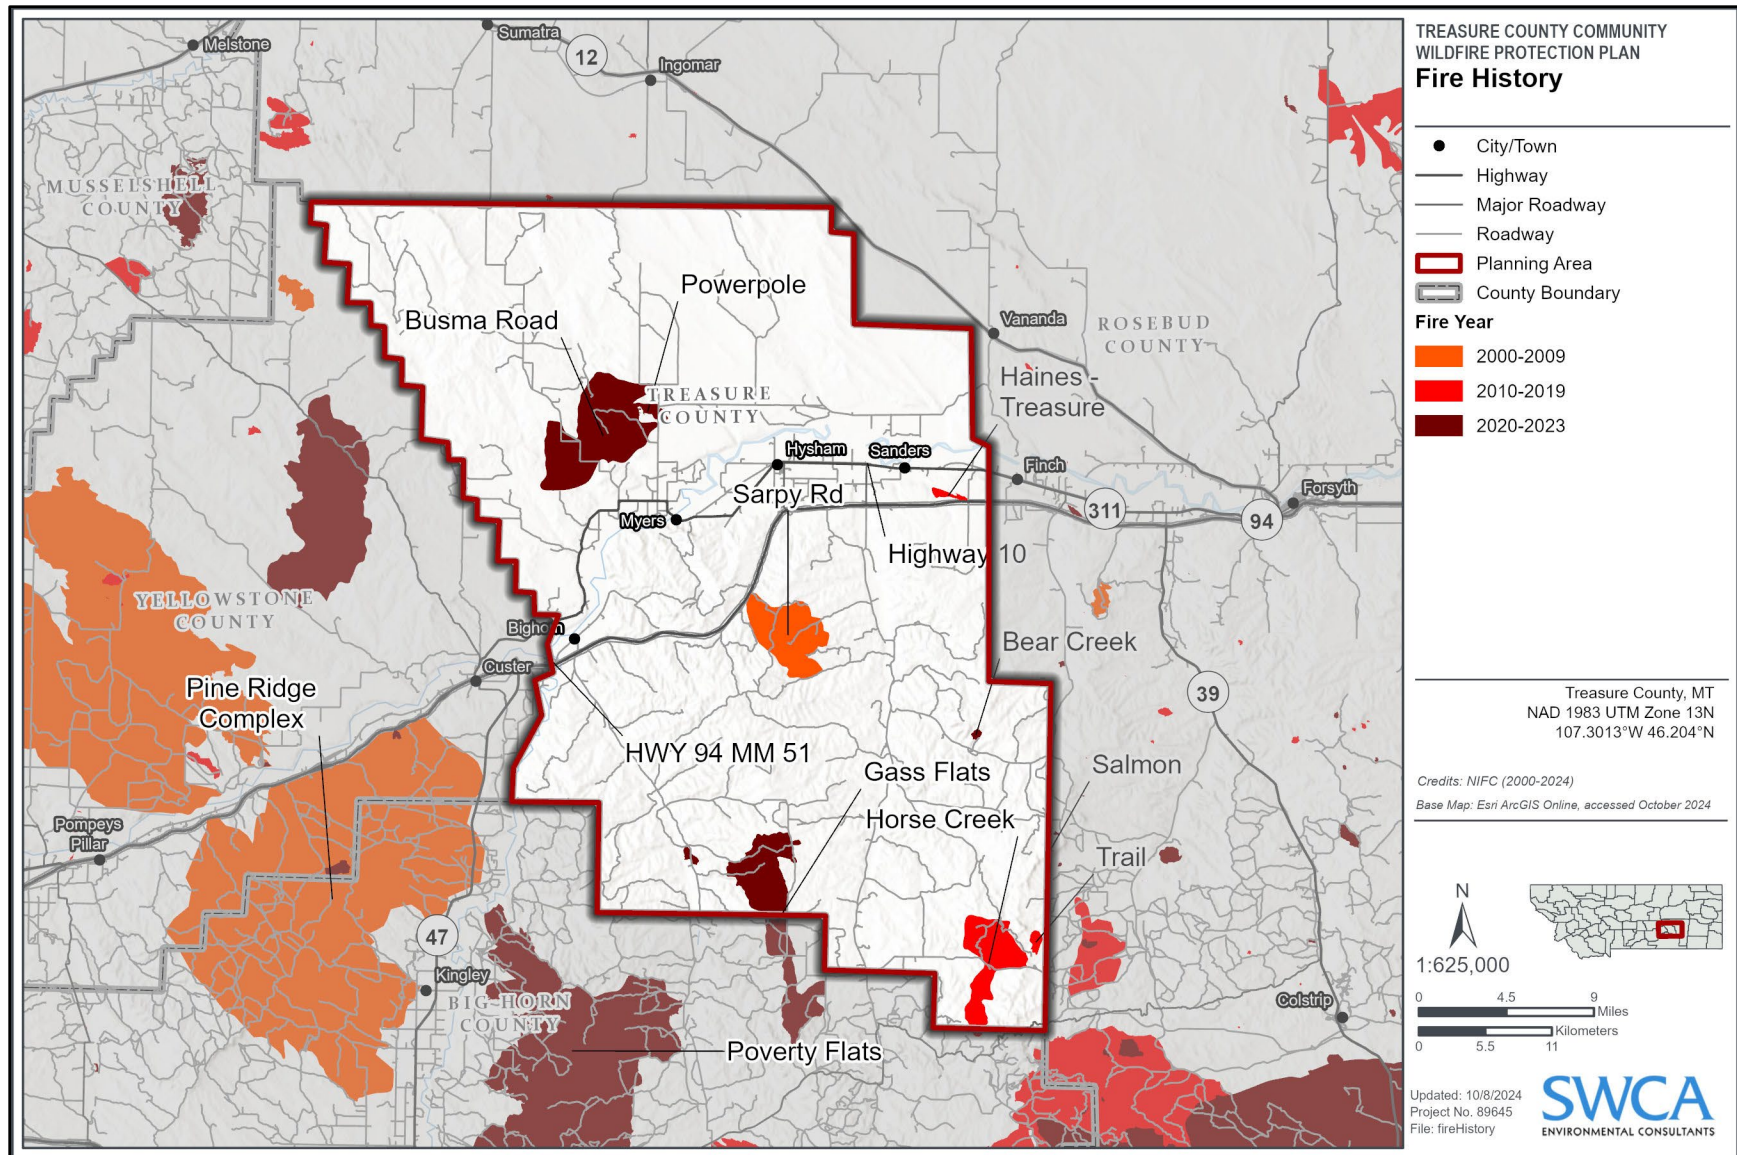 Melstone
Sumatra
12
Ingomar
MUSSELSHELL
COUNTY
Powerpole
Busma Road
Vananda
ROSEBUD
COUNTY
TREASURE
COUNTY
Haines -
Treasure
Hysham
Sanders
Finch
Sarpy Rd
Forsyth
Myers
311
94
Highway 10
YELLOWSTONE
COUNTY
Bighorn
Bear Creek
Custer
Pine Ridge
Complex
39
HWY 94 MM 51
Gass Flats
Salmon
Horse Creek
Pompeys
Pillar
Trail
47
Kingley
BIG HORN
COUNTY
Colstrip
Poverty Flats
TREASURE COUNTY COMMUNITY
WILDFIRE PROTECTION PLAN
Fire History
City/Town
Highway
Major Roadway
Roadway
Planning Area
County Boundary
Fire Year
2000-2009
2010-2019
2020-2023
Treasure County, MT
NAD 1983 UTM Zone 13N
107.3013°W 46.204°N
Credits: NIFC (2000-2024)
Base Map: Esri ArcGIS Online, accessed October 2024
N
1:625,000
0 4.5 9
Miles
Kilometers
0 5.5 11
Updated: 10/8/2024
Project No. 89645
File: fireHistory
SWCA
ENVIRONMENTAL CONSULTANTS